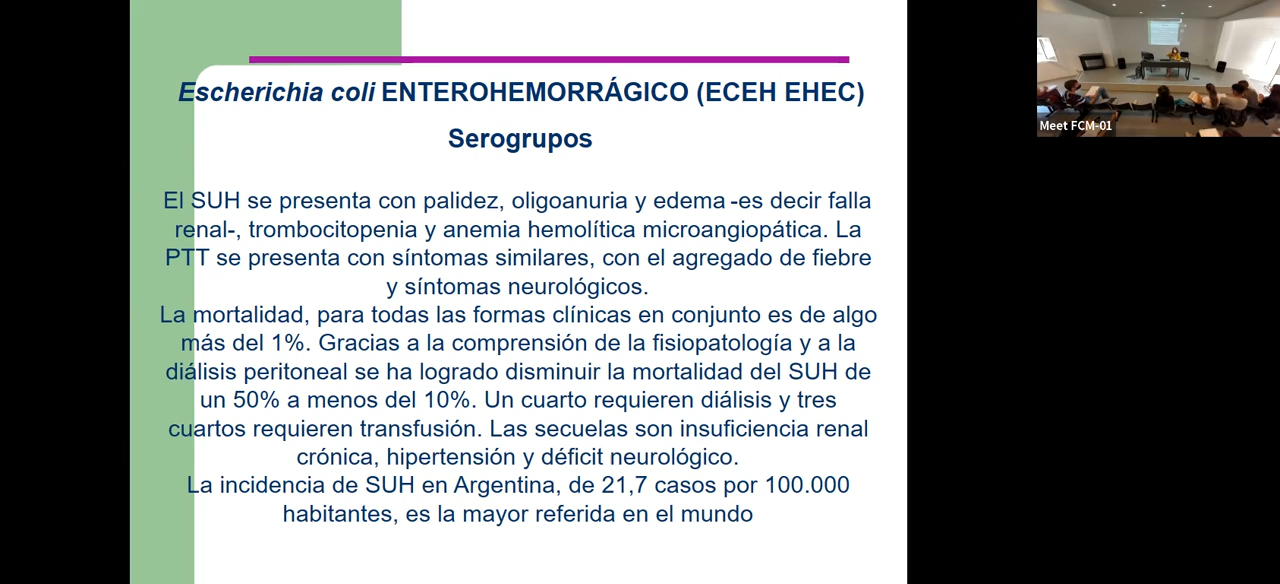 Escherichia coli ENTEROHEMORRÁGICO (ECEH EHEC)
Serogrupos
El SUH se presenta con palidez, oligoanuria y edema -es decir falla
renal-, trombocitopenia y anemia hemolítica microangiopática. La
PTT se presenta con síntomas similares, con el agregado de fiebre
y síntomas neurológicos.
La mortalidad, para todas las formas clínicas en conjunto es de algo
más del 1%. Gracias a la comprensión de la fisiopatología y a la
diálisis peritoneal se ha logrado disminuir la mortalidad del SUH de
un 50% a menos del 10%. Un cuarto requieren diálisis y tres
cuartos requieren transfusión. Las secuelas son insuficiencia renal
crónica, hipertensión y déficit neurológico.
La incidencia de SUH en Argentina, de 21,7 casos por 100.000
habitantes, es la mayor referida en el mundo
Meet FCM-01